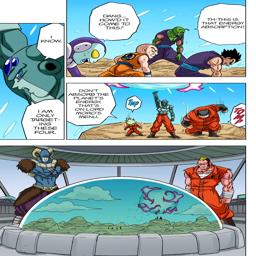 I KNOW.
I AM
ONLY
TARGET-
ING
THESE
FOUR.
DANG...
HOW'D IT
COME TO
THIS?
TH-THIS IS
THAT ENERGY
ABSORPTION!
DON'T
ABSORB THE
PLANET'S
ENERGY.
THAT'S
ON LORD
MORO'S
MENU.